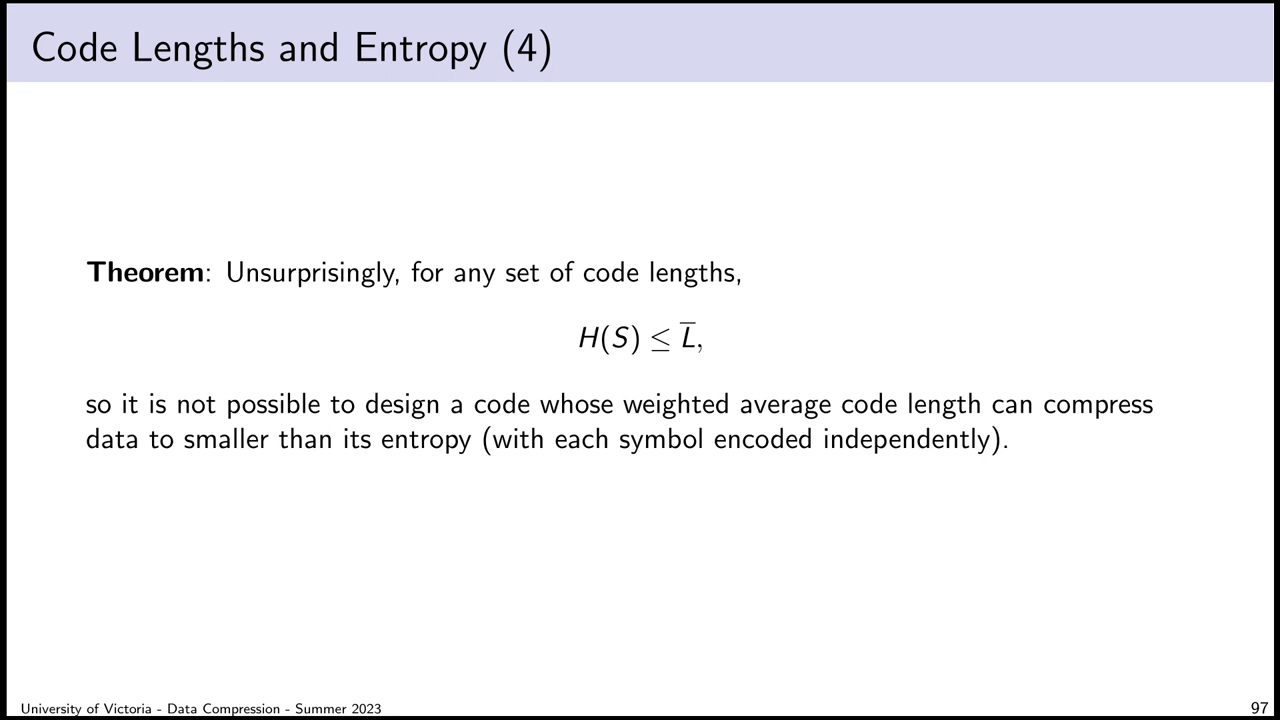 Code Lengths and Entropy (4)
Theorem: Unsurprisingly, for any set of code lengths,
H(S) ≤ L̅,
so it is not possible to design a code whose weighted average code length can compress
data to smaller than its entropy (with each symbol encoded independently).
University of Victoria - Data Compression - Summer 2023
97